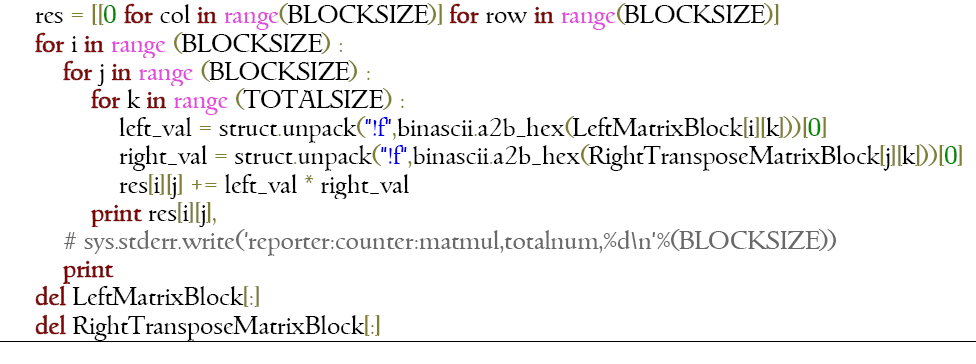 res = [[0 for col in range(BLOCKSIZE)] for row in range(BLOCKSIZE)]
for i in range (BLOCKSIZE) :
for j in range (BLOCKSIZE) :
for k in range (TOTALSIZE) :
left_val = struct.unpack("!f",binascii.a2b_hex(LeftMatrixBlock[i][k]))[0]
right_val = struct.unpack("!f",binascii.a2b_hex(RightTransposeMatrixBlock[j][k]))[0]
res[i][j] += left_val * right_val
print res[i][j],
# sys.stderr.write('reporter:counter:matmul,totalnum,%d\n'%(BLOCKSIZE))
print
del LeftMatrixBlock[:]
del RightTransposeMatrixBlock[:]